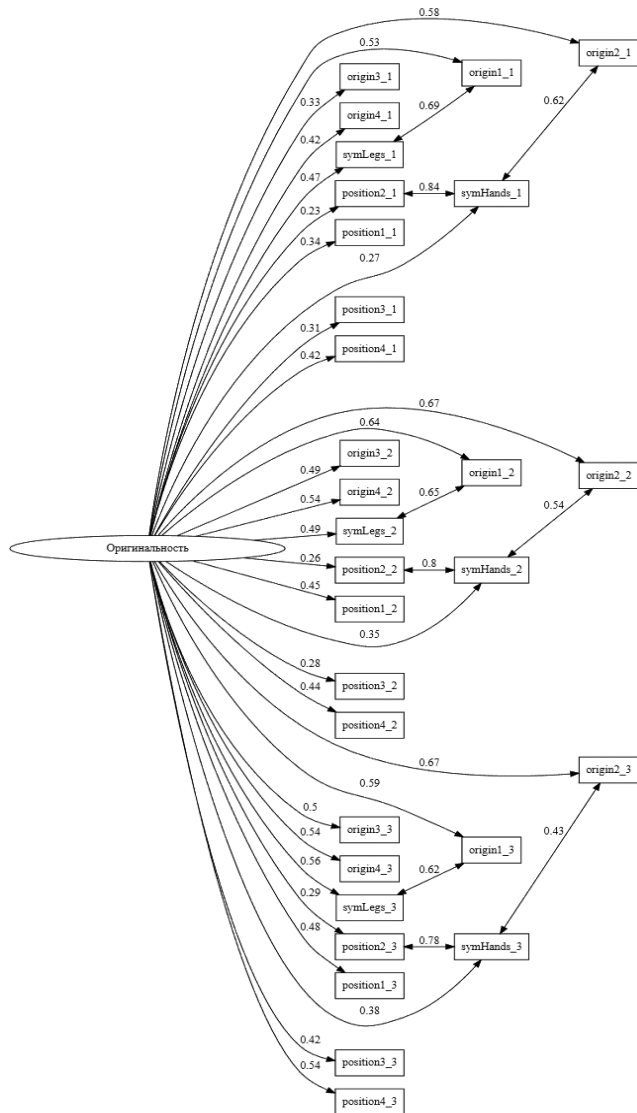 0.58
origin2_1
0.53
origin1_1
origin3_1
0.33
0.69
0.62
origin4_1
0.42
symLegs_1
0.47
position2_1
0.84
symHands_1
0.23
position1_1
0.34
0.27
position3_1
0.31
position4_1
0.42
0.67
0.64
origin3_2
origin1_2
origin2_2
0.49
origin4_2
0.65
0.54
0.54
symLegs_2
0.49
Оригинальность
position2_2
0.8
symHands_2
0.26
position1_2
0.45
0.35
position3_2
0.28
position4_2
0.44
0.67
origin2_3
0.59
0.5
origin3_3
0.43
0.54
origin1_3
origin4_3
0.56
0.62
symLegs_3
0.29
position2_3
0.78
symHands_3
0.48
position1_3
0.38
0.42
position3_3
0.54
position4_3